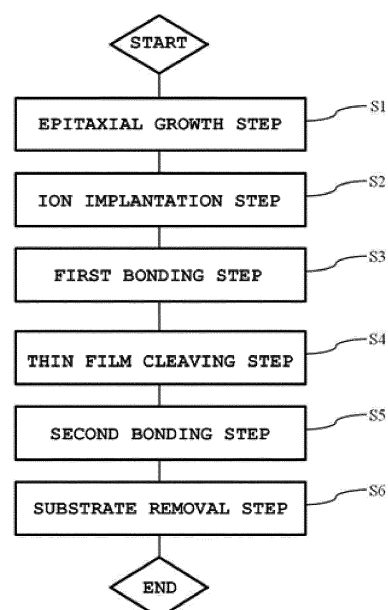 START
EPITAXIAL GROWTH STEP
S1
ION IMPLANTATION STEP
S2
FIRST BONDING STEP
S3
THIN FILM CLEAVING STEP
S4
SECOND BONDING STEP
S5
SUBSTRATE REMOVAL STEP
S6
END